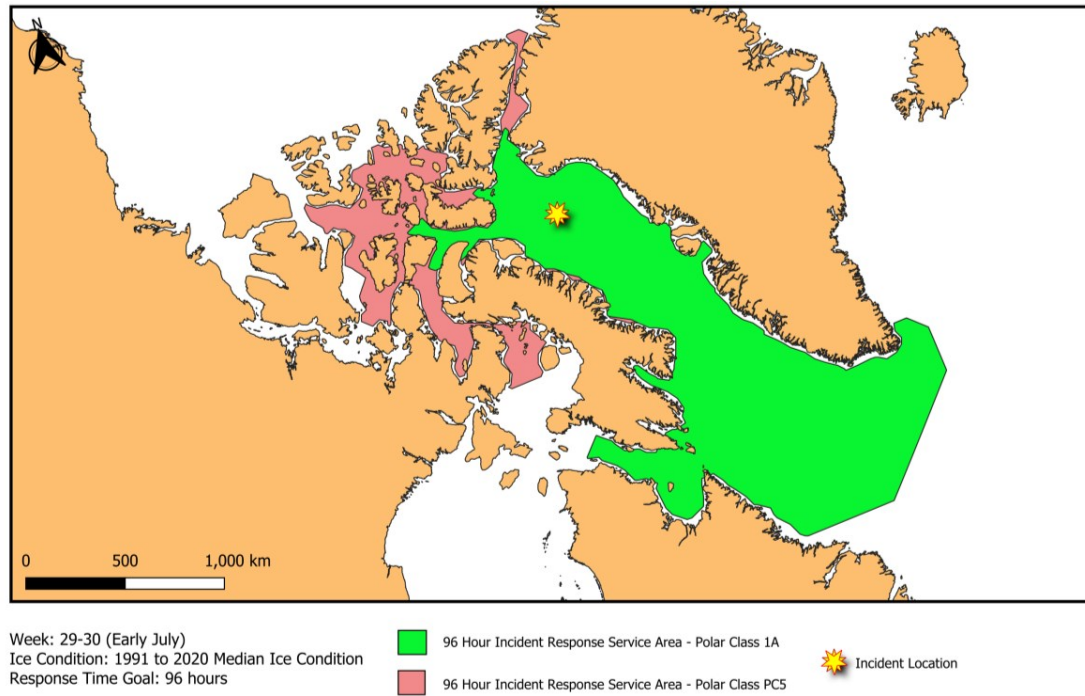 N
0 500 1,000 km
Week: 29-30 (Early July)
Ice Condition: 1991 to 2020 Median Ice Condition
Response Time Goal: 96 hours
96 Hour Incident Response Service Area - Polar Class 1A
96 Hour Incident Response Service Area - Polar Class PC5
Incident Location